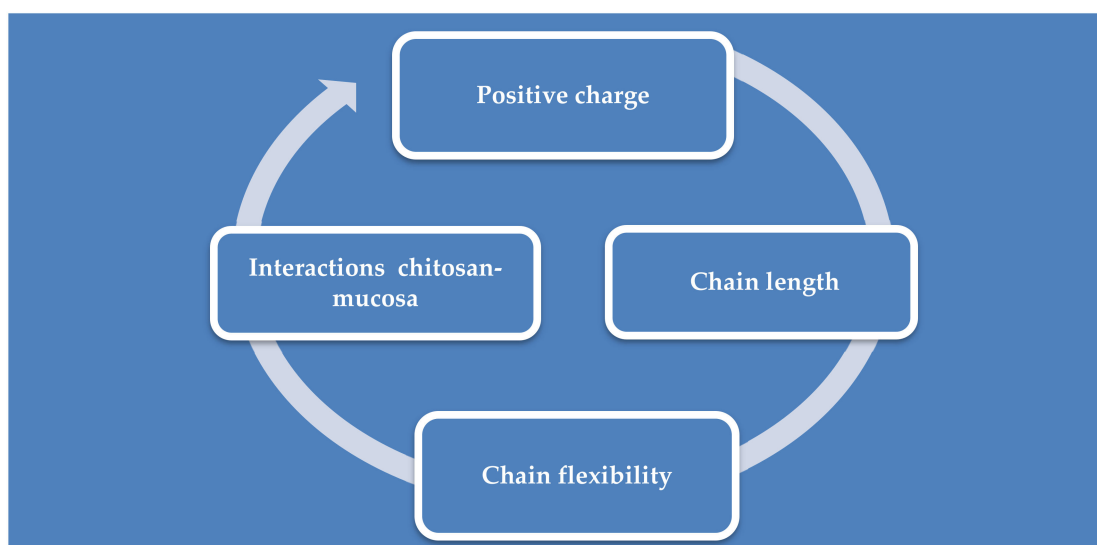 Positive charge
Interactions chitosan-
mucosa
Chain length
Chain flexibility